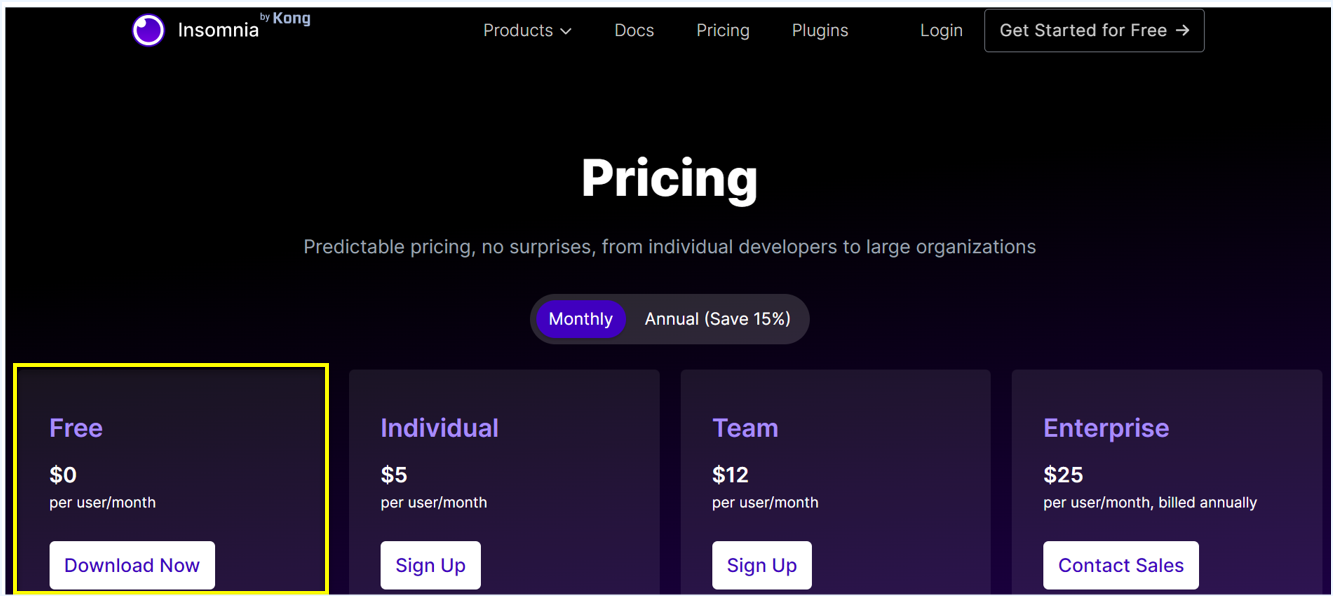 Insomnia by Kong
Products Docs Pricing Plugins Login Get Started for Free →
Pricing
Predictable pricing, no surprises, from individual developers to large organizations
Monthly Annual (Save 15%)
Free
$0
per user/month
Download Now
Individual
$5
per user/month
Sign Up
Team
$12
per user/month
Sign Up
Enterprise
$25
per user/month, billed annually
Contact Sales